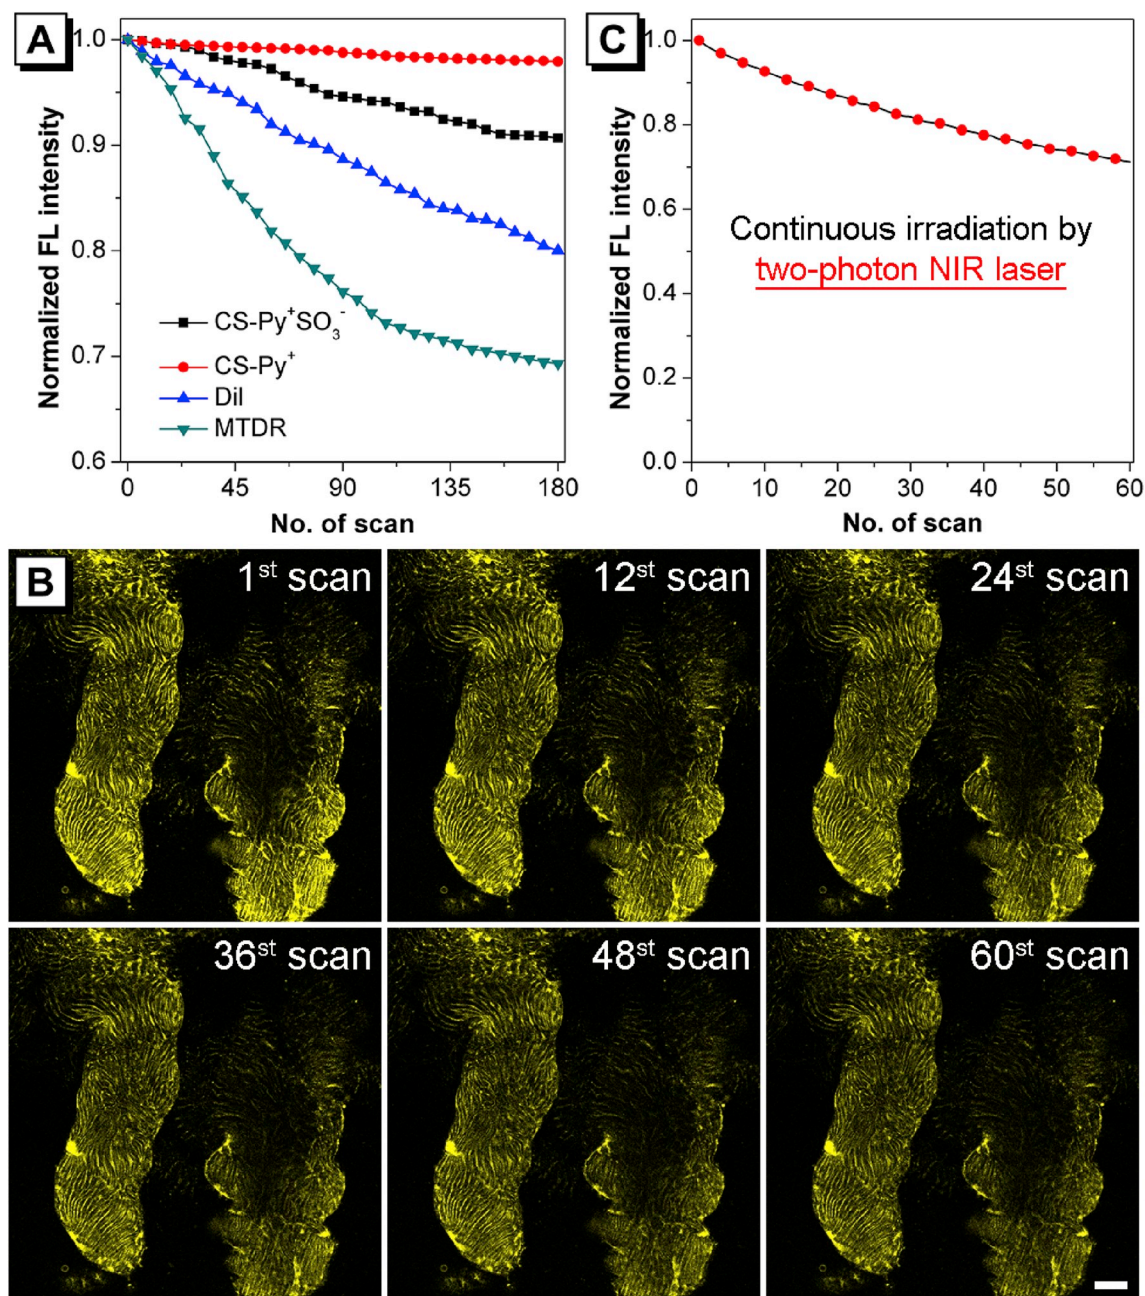 A
Normalized FL intensity
1.0
0.9
0.8
0.7
0.6
CS-Py⁺SO₃⁻
CS-Py⁺
DiI
MTDR
0
45
90
135
180
No. of scan
C
Normalized FL intensity
1.0
0.8
0.6
0.4
0.2
0.0
Continuous irradiation by
two-photon NIR laser
0
10
20
30
40
50
60
No. of scan
B
1ˢᵗ scan
12ˢᵗ scan
24ˢᵗ scan
36ˢᵗ scan
48ˢᵗ scan
60ˢᵗ scan